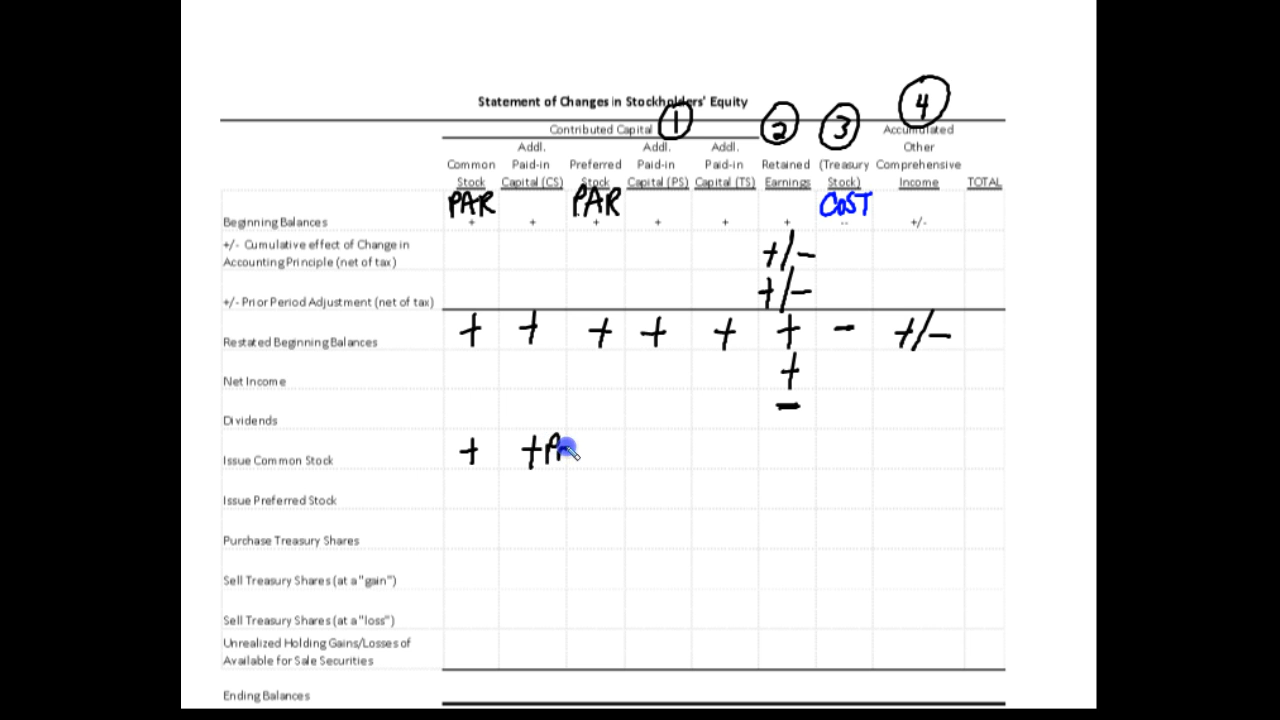 Statement of Changes in Stockholders' Equity
Contributed Capital 1 2 3 4
Common Stock Addl. Paid-in Capital (CS) Preferred Stock Addl. Paid-in Capital (PS) Addl. Paid-in Capital (TS) Retained Earnings (Treasury Stock) Accumulated Other Comprehensive Income TOTAL
PAR PAR COST
Beginning Balances + + + + + + -- +/-
+/- Cumulative effect of Change in
Accounting Principle (net of tax) +/-
+/- Prior Period Adjustment (net of tax) +/-
Restated Beginning Balances + + + + + + - +/-
Net Income +
Dividends -
Issue Common Stock + +
Issue Preferred Stock
Purchase Treasury Shares
Sell Treasury Shares (at a "gain")
Sell Treasury Shares (at a "loss")
Unrealized Holding Gains/Losses of
Available for Sale Securities
Ending Balances